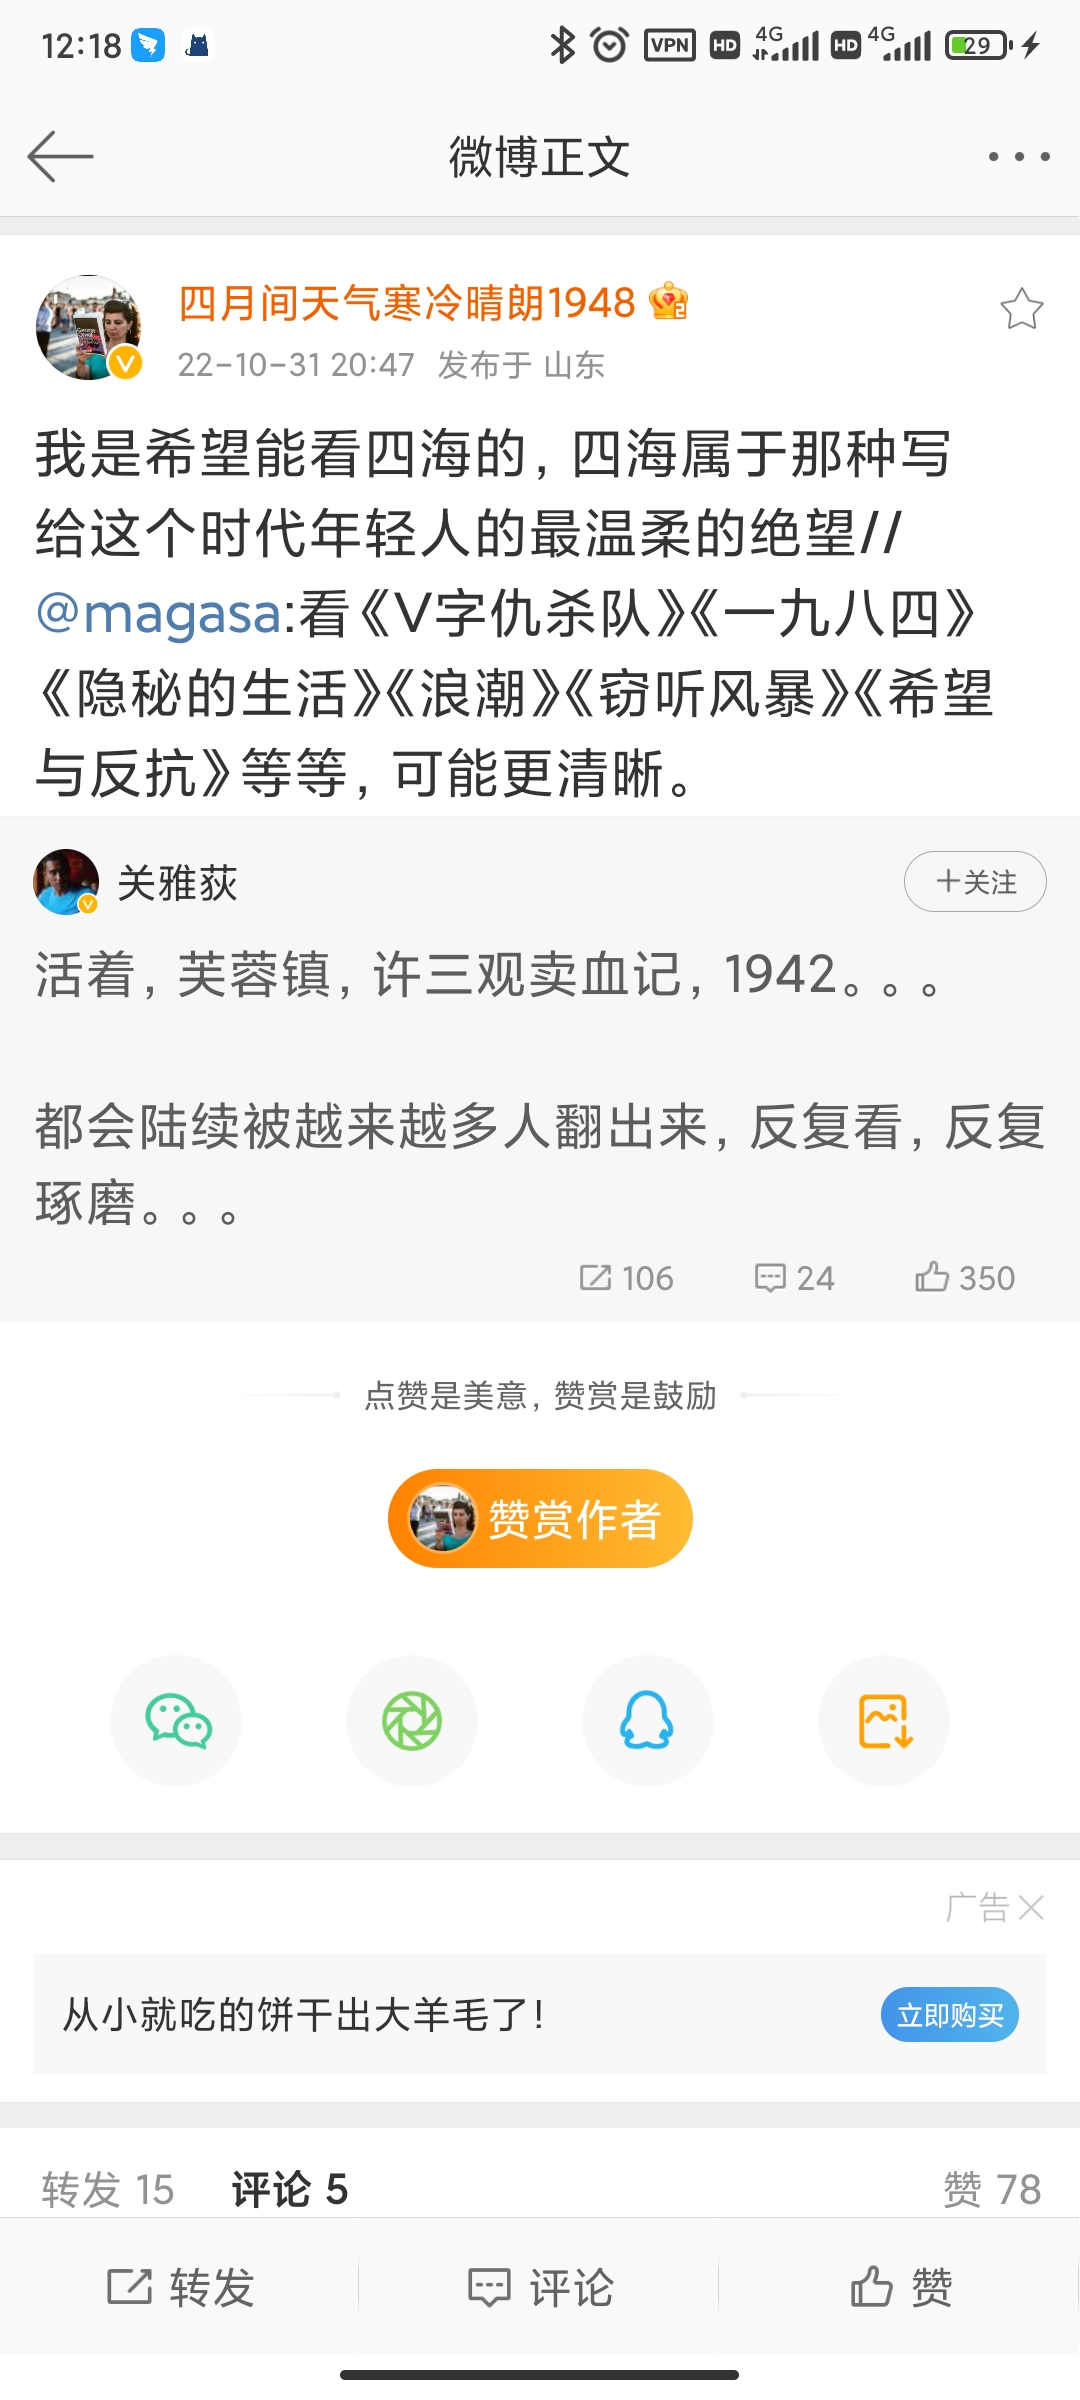 12:18
VPN HD 4G HD 4G 29
微博正文
四月间天气寒冷晴朗1948
22-10-31 20:47 发布于 山东
我是希望能看四海的, 四海属于那种写
给这个时代年轻人的最温柔的绝望//
@magasa:看《V字仇杀队》《一九八四》
《隐秘的生活》《浪潮》《窃听风暴》《希望
与反抗》等等, 可能更清晰。
关雅荻
+关注
活着, 芙蓉镇, 许三观卖血记, 1942。。。
都会陆续被越来越多人翻出来, 反复看, 反复
琢磨。。。
106 24 350
点赞是美意, 赞赏是鼓励
赞赏作者
广告
从小就吃的饼干出大羊毛了!
立即购买
转发 15 评论 5 赞 78
转发 评论 赞